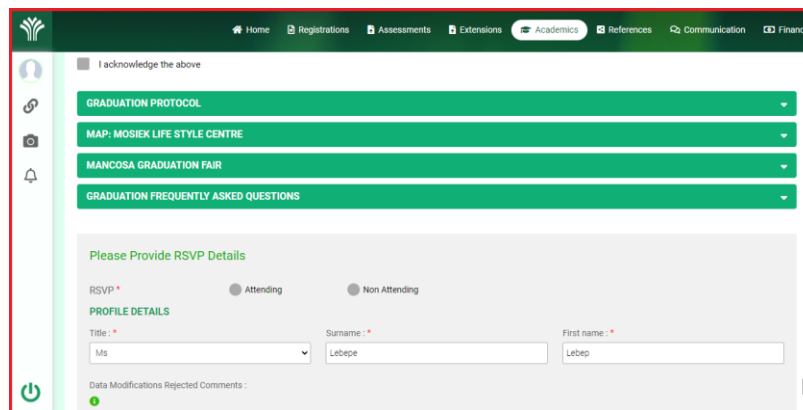 Home Registrations Assessments Extensions Academics References Communication Financ
I acknowledge the above
GRADUATION PROTOCOL
MAP: MOSIEK LIFE STYLE CENTRE
MANCOSA GRADUATION FAIR
GRADUATION FREQUENTLY ASKED QUESTIONS
Please Provide RSVP Details
RSVP * Attending Non Attending
PROFILE DETAILS
Title : * Surname : * First name : *
Ms Lebepe Lebep
Data Modifications Rejected Comments :